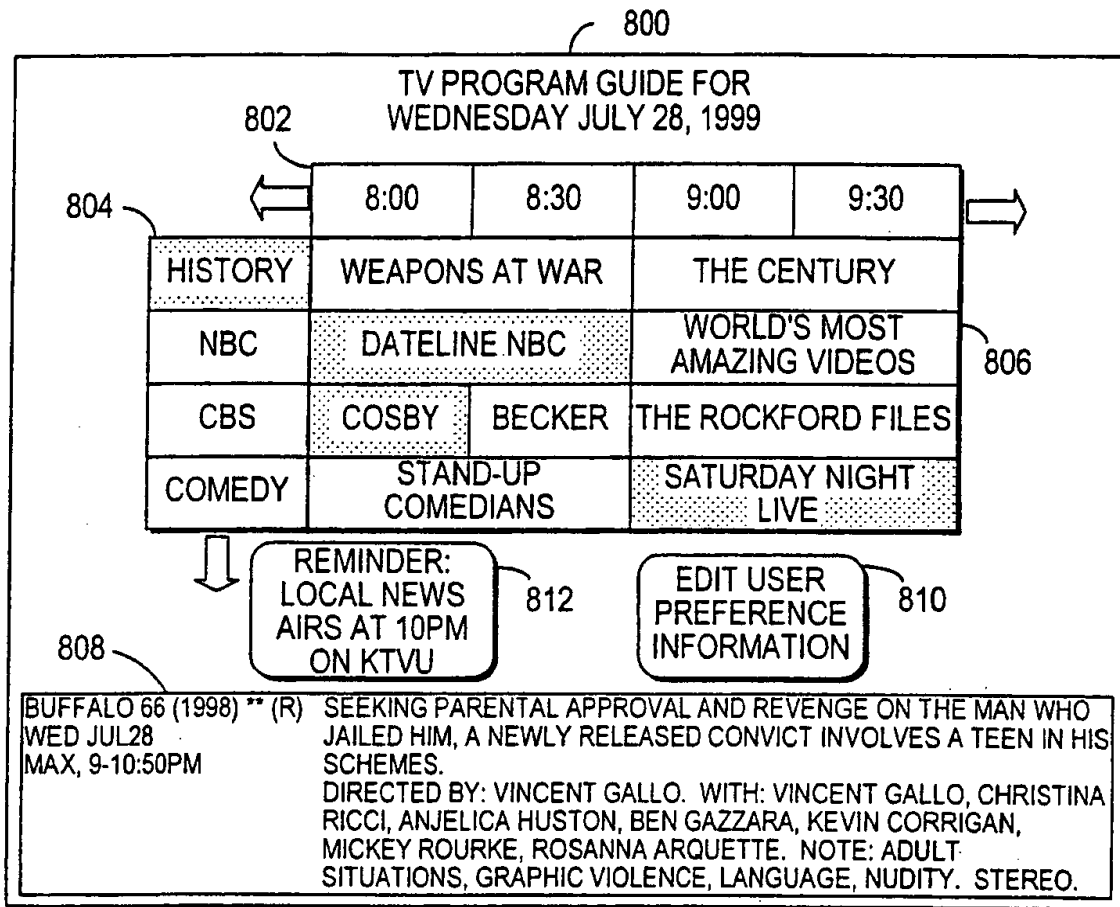 800
TV PROGRAM GUIDE FOR
WEDNESDAY JULY 28, 1999
802
8:00 8:30 9:00 9:30
804
HISTORY WEAPONS AT WAR THE CENTURY
NBC DATELINE NBC WORLD'S MOST
AMAZING VIDEOS
806
CBS COSBY BECKER THE ROCKFORD FILES
COMEDY STAND-UP
COMEDIANS
SATURDAY NIGHT
LIVE
REMINDER:
LOCAL NEWS
AIRS AT 10PM
ON KTVU
812
EDIT USER
PREFERENCE
INFORMATION
810
808
BUFFALO 66 (1998) ** (R)
WED JUL28
MAX, 9-10:50PM
SEEKING PARENTAL APPROVAL AND REVENGE ON THE MAN WHO
JAILED HIM, A NEWLY RELEASED CONVICT INVOLVES A TEEN IN HIS
SCHEMES.
DIRECTED BY: VINCENT GALLO. WITH: VINCENT GALLO, CHRISTINA
RICCI, ANJELICA HUSTON, BEN GAZZARA, KEVIN CORRIGAN,
MICKEY ROURKE, ROSANNA ARQUETTE. NOTE: ADULT
SITUATIONS, GRAPHIC VIOLENCE, LANGUAGE, NUDITY. STEREO.